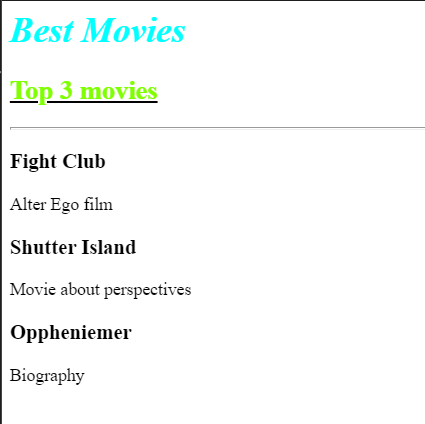 Best Movies
Top 3 movies
Fight Club
Alter Ego film
Shutter Island
Movie about perspectives
Oppheniemer
Biography